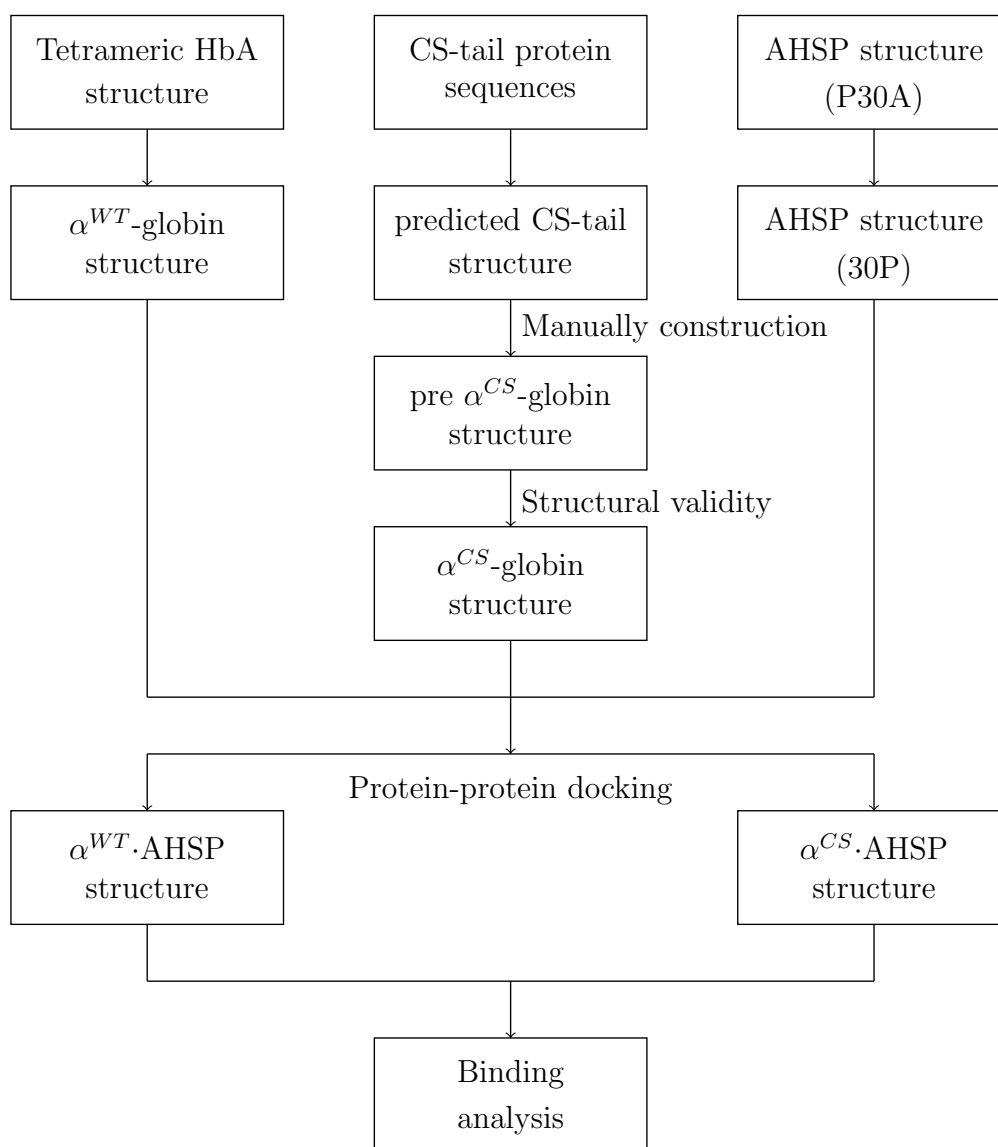 Tetrameric HbA
structure
CS-tail protein
sequences
AHSP structure
(P30A)
α^{WT}-globin
structure
predicted CS-tail
structure
AHSP structure
(30P)
Manually construction
pre α^{CS}-globin
structure
Structural validity
α^{CS}-globin
structure
Protein-protein docking
α^{WT}·AHSP
structure
α^{CS}·AHSP
structure
Binding
analysis